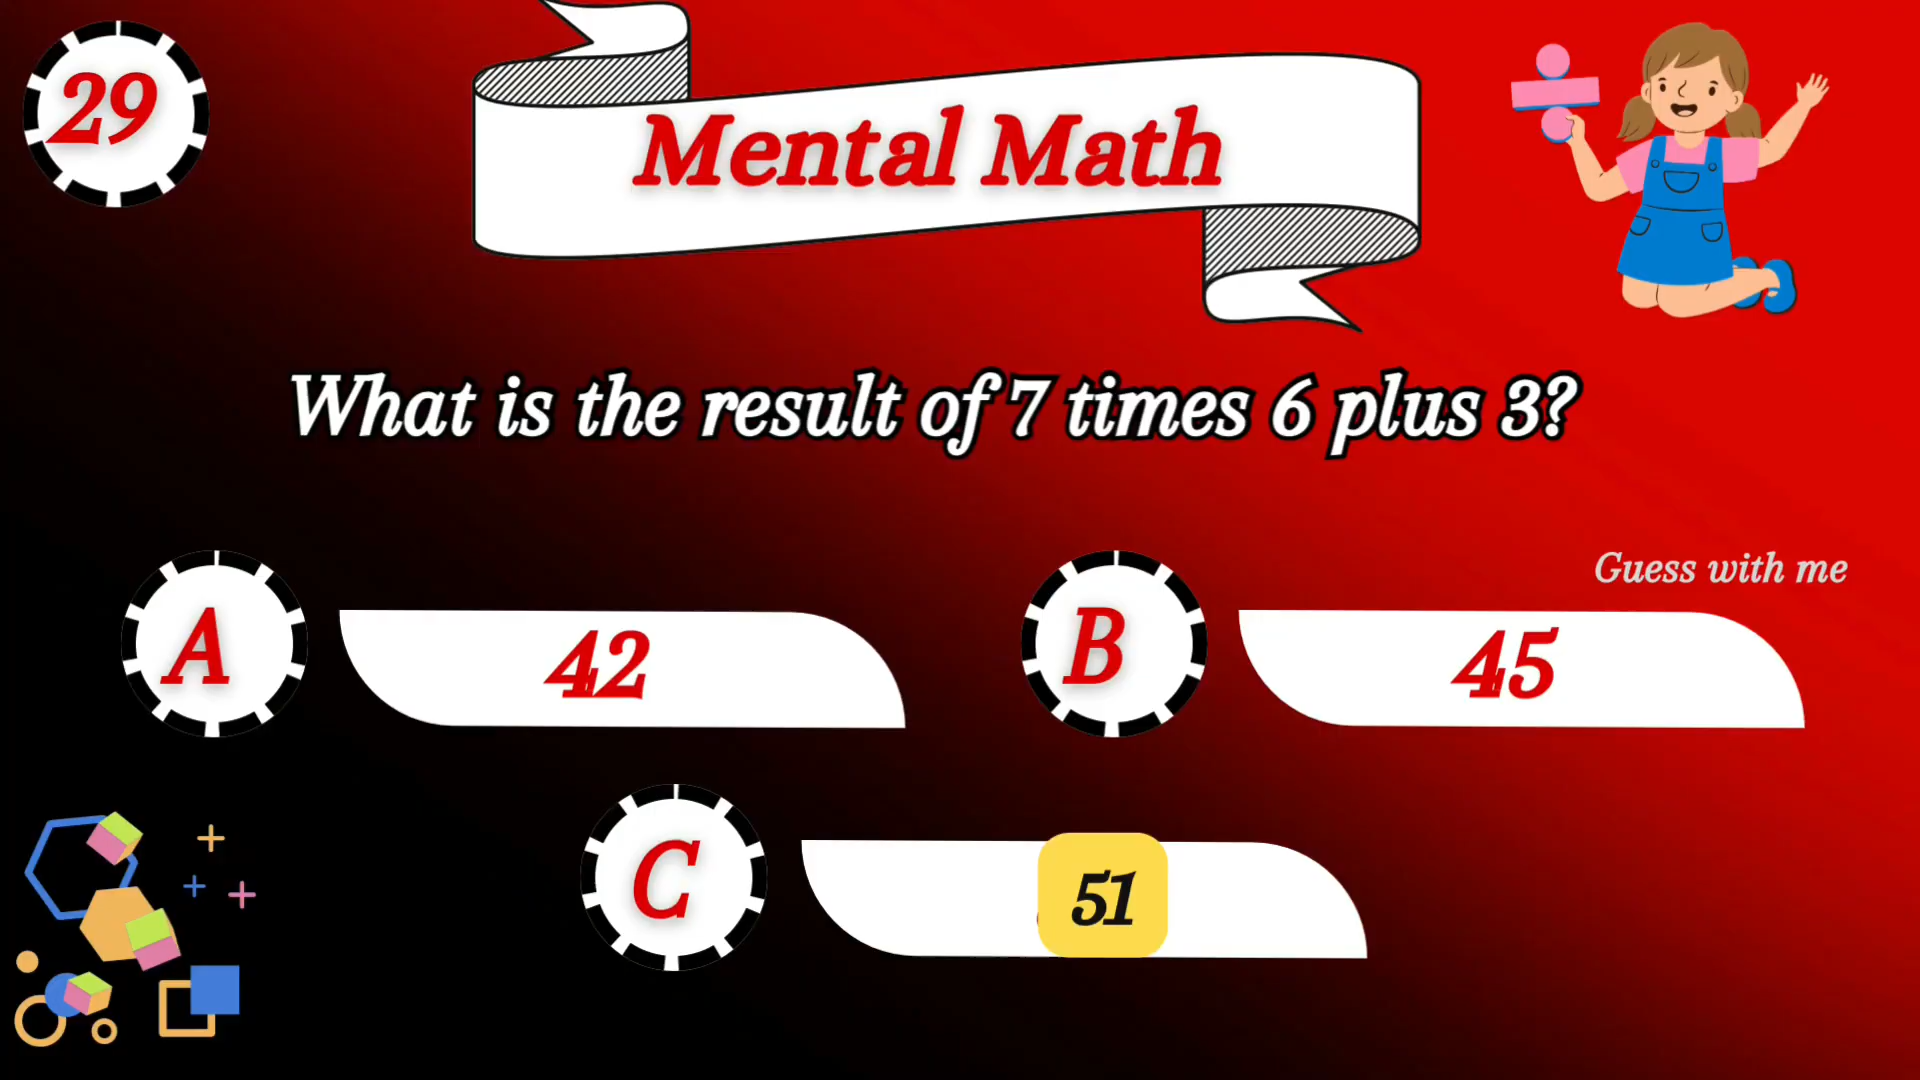 29
Mental Math
What is the result of 7 times 6 plus 3?
Guess with me
A
42
B
45
C
51